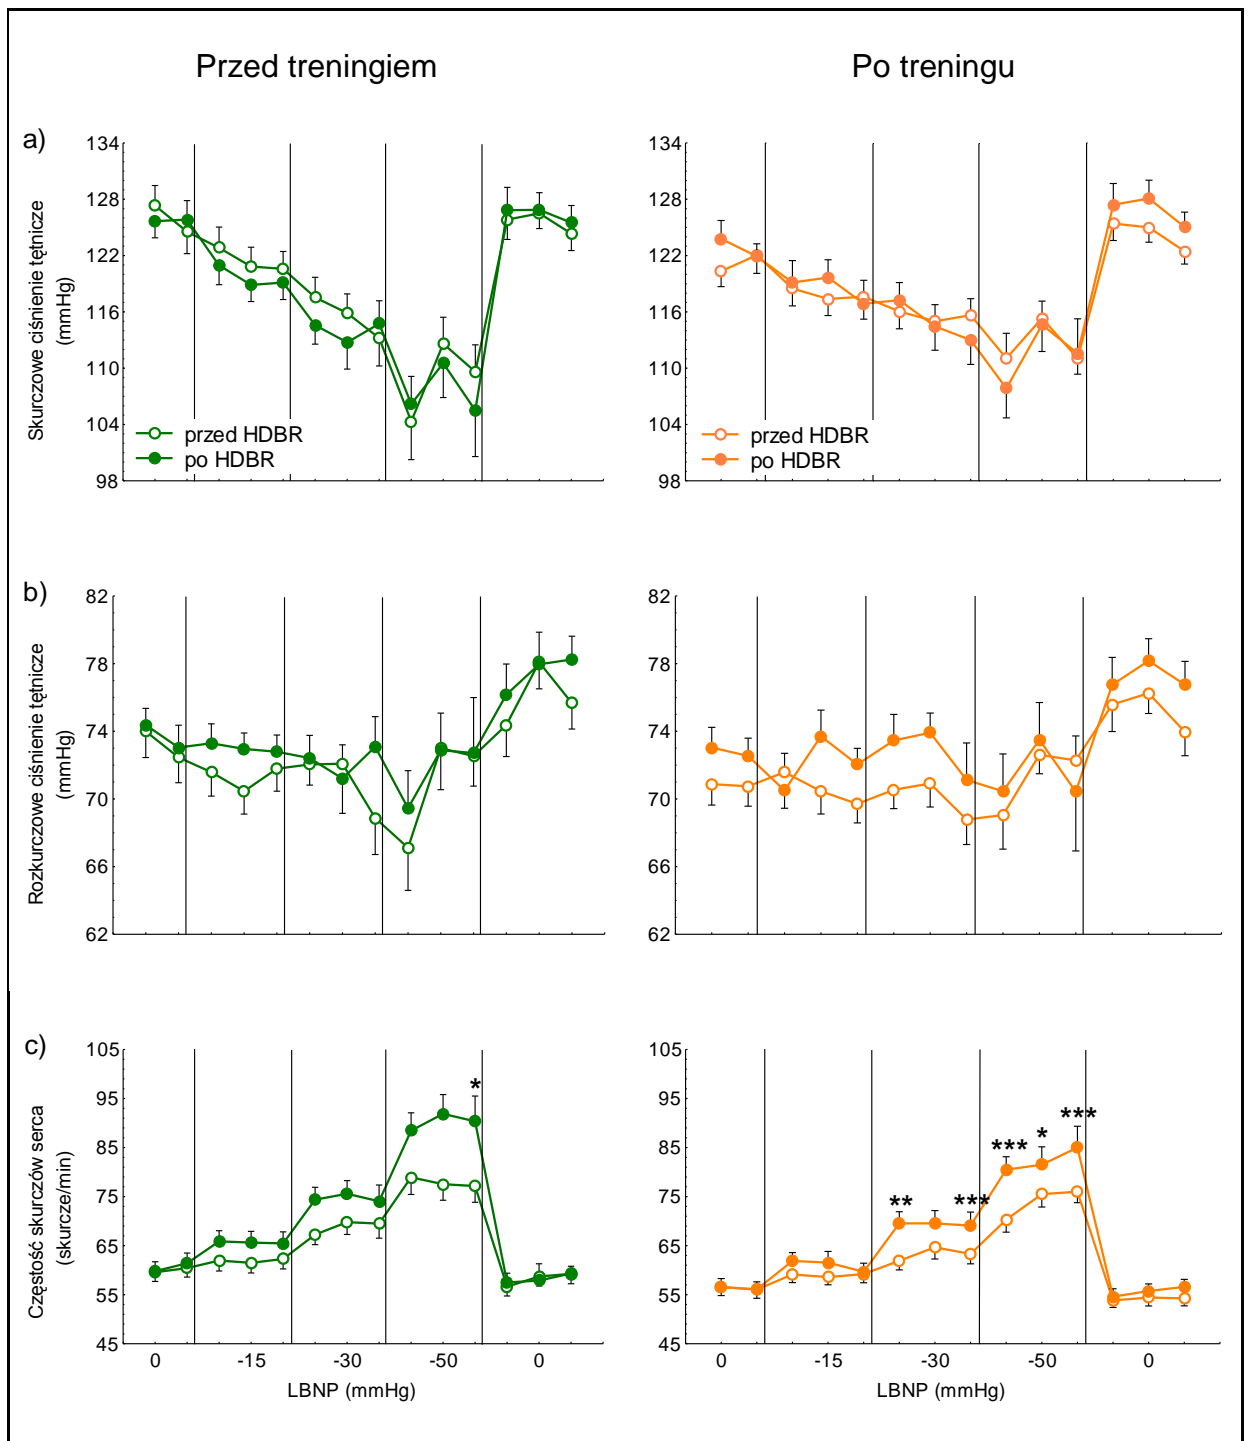 Przed treningiem
Po treningu
a)
Skurczowe ciśnienie tętnicze
(mmHg)
134
128
122
116
110
104
98
przed HDBR
po HDBR
134
128
122
116
110
104
98
przed HDBR
po HDBR
b)
Rozkurczowe ciśnienie tętnicze
(mmHg)
82
78
74
70
66
62
82
78
74
70
66
62
c)
Częstość skurczów serca
(skurcze/min)
105
95
85
75
65
55
45
*
0 -15 -30 -50 0
LBNP (mmHg)
105
95
85
75
65
55
45
** *** *** * ***
0 -15 -30 -50 0
LBNP (mmHg)